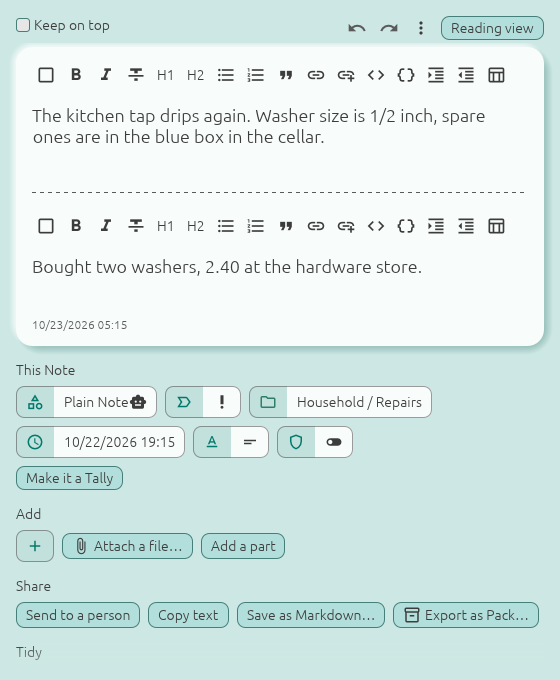 Keep on top
Reading view
B I H1 H2
The kitchen tap drips again. Washer size is 1/2 inch, spare
ones are in the blue box in the cellar.
B I H1 H2
Bought two washers, 2.40 at the hardware store.
10/23/2026 05:15
This Note
Plain Note
Household / Repairs
10/22/2026 19:15
Make it a Tally
Add
Attach a file…
Add a part
Share
Send to a person
Copy text
Save as Markdown…
Export as Pack…
Tidy